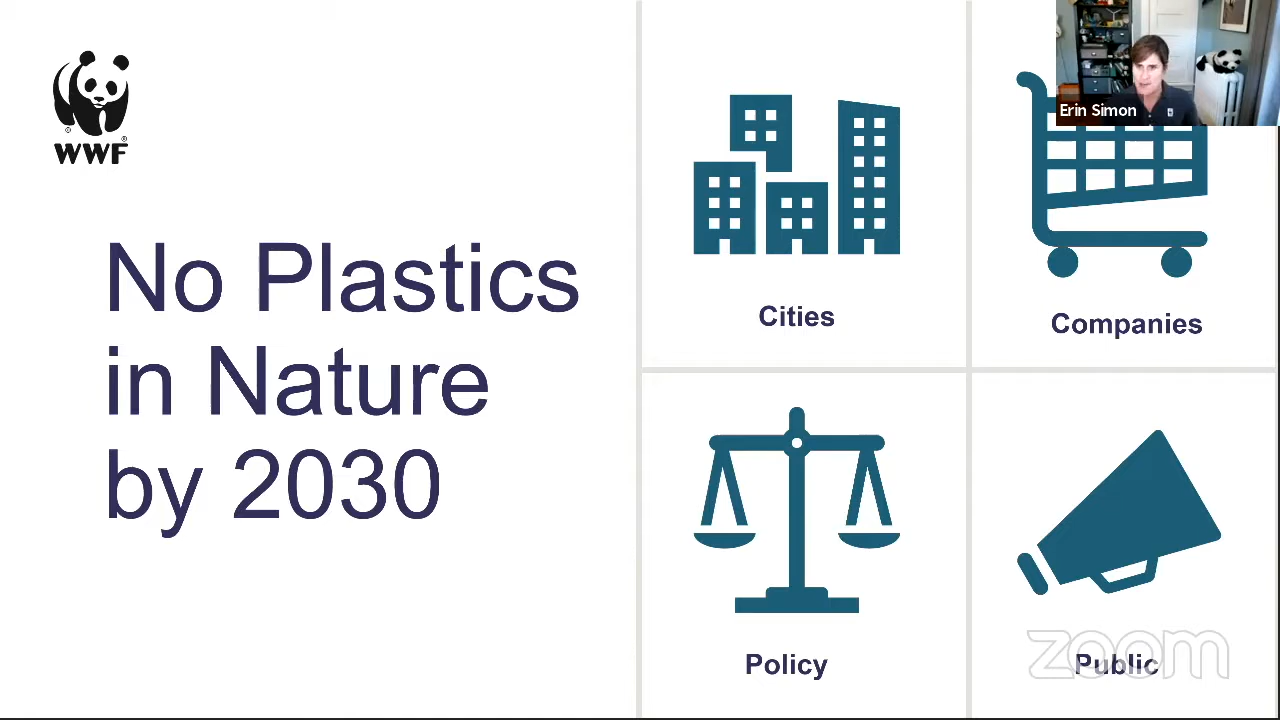 WWF
No Plastics
in Nature
by 2030
Erin Simon
Cities
Companies
Policy
Public
zoom